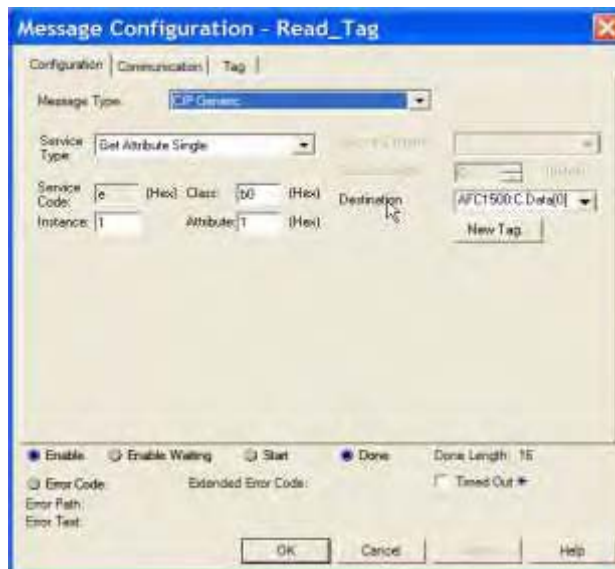 Message Configuration - Read_Tag
Configuration Communication Tag
Message Type: CIP Generic
Service Type: Get Attribute Single
Service Code: e (Hex) Class: b0 (Hex) Destination AFC1500:C.Data[0]
Instance: 1 Attribute: 1 (Hex) New Tag
Enable Enable Waiting Start Done Done Length: 16
Error Code: Extended Error Code: Timed Out
Error Path:
Error Text:
OK Cancel Help